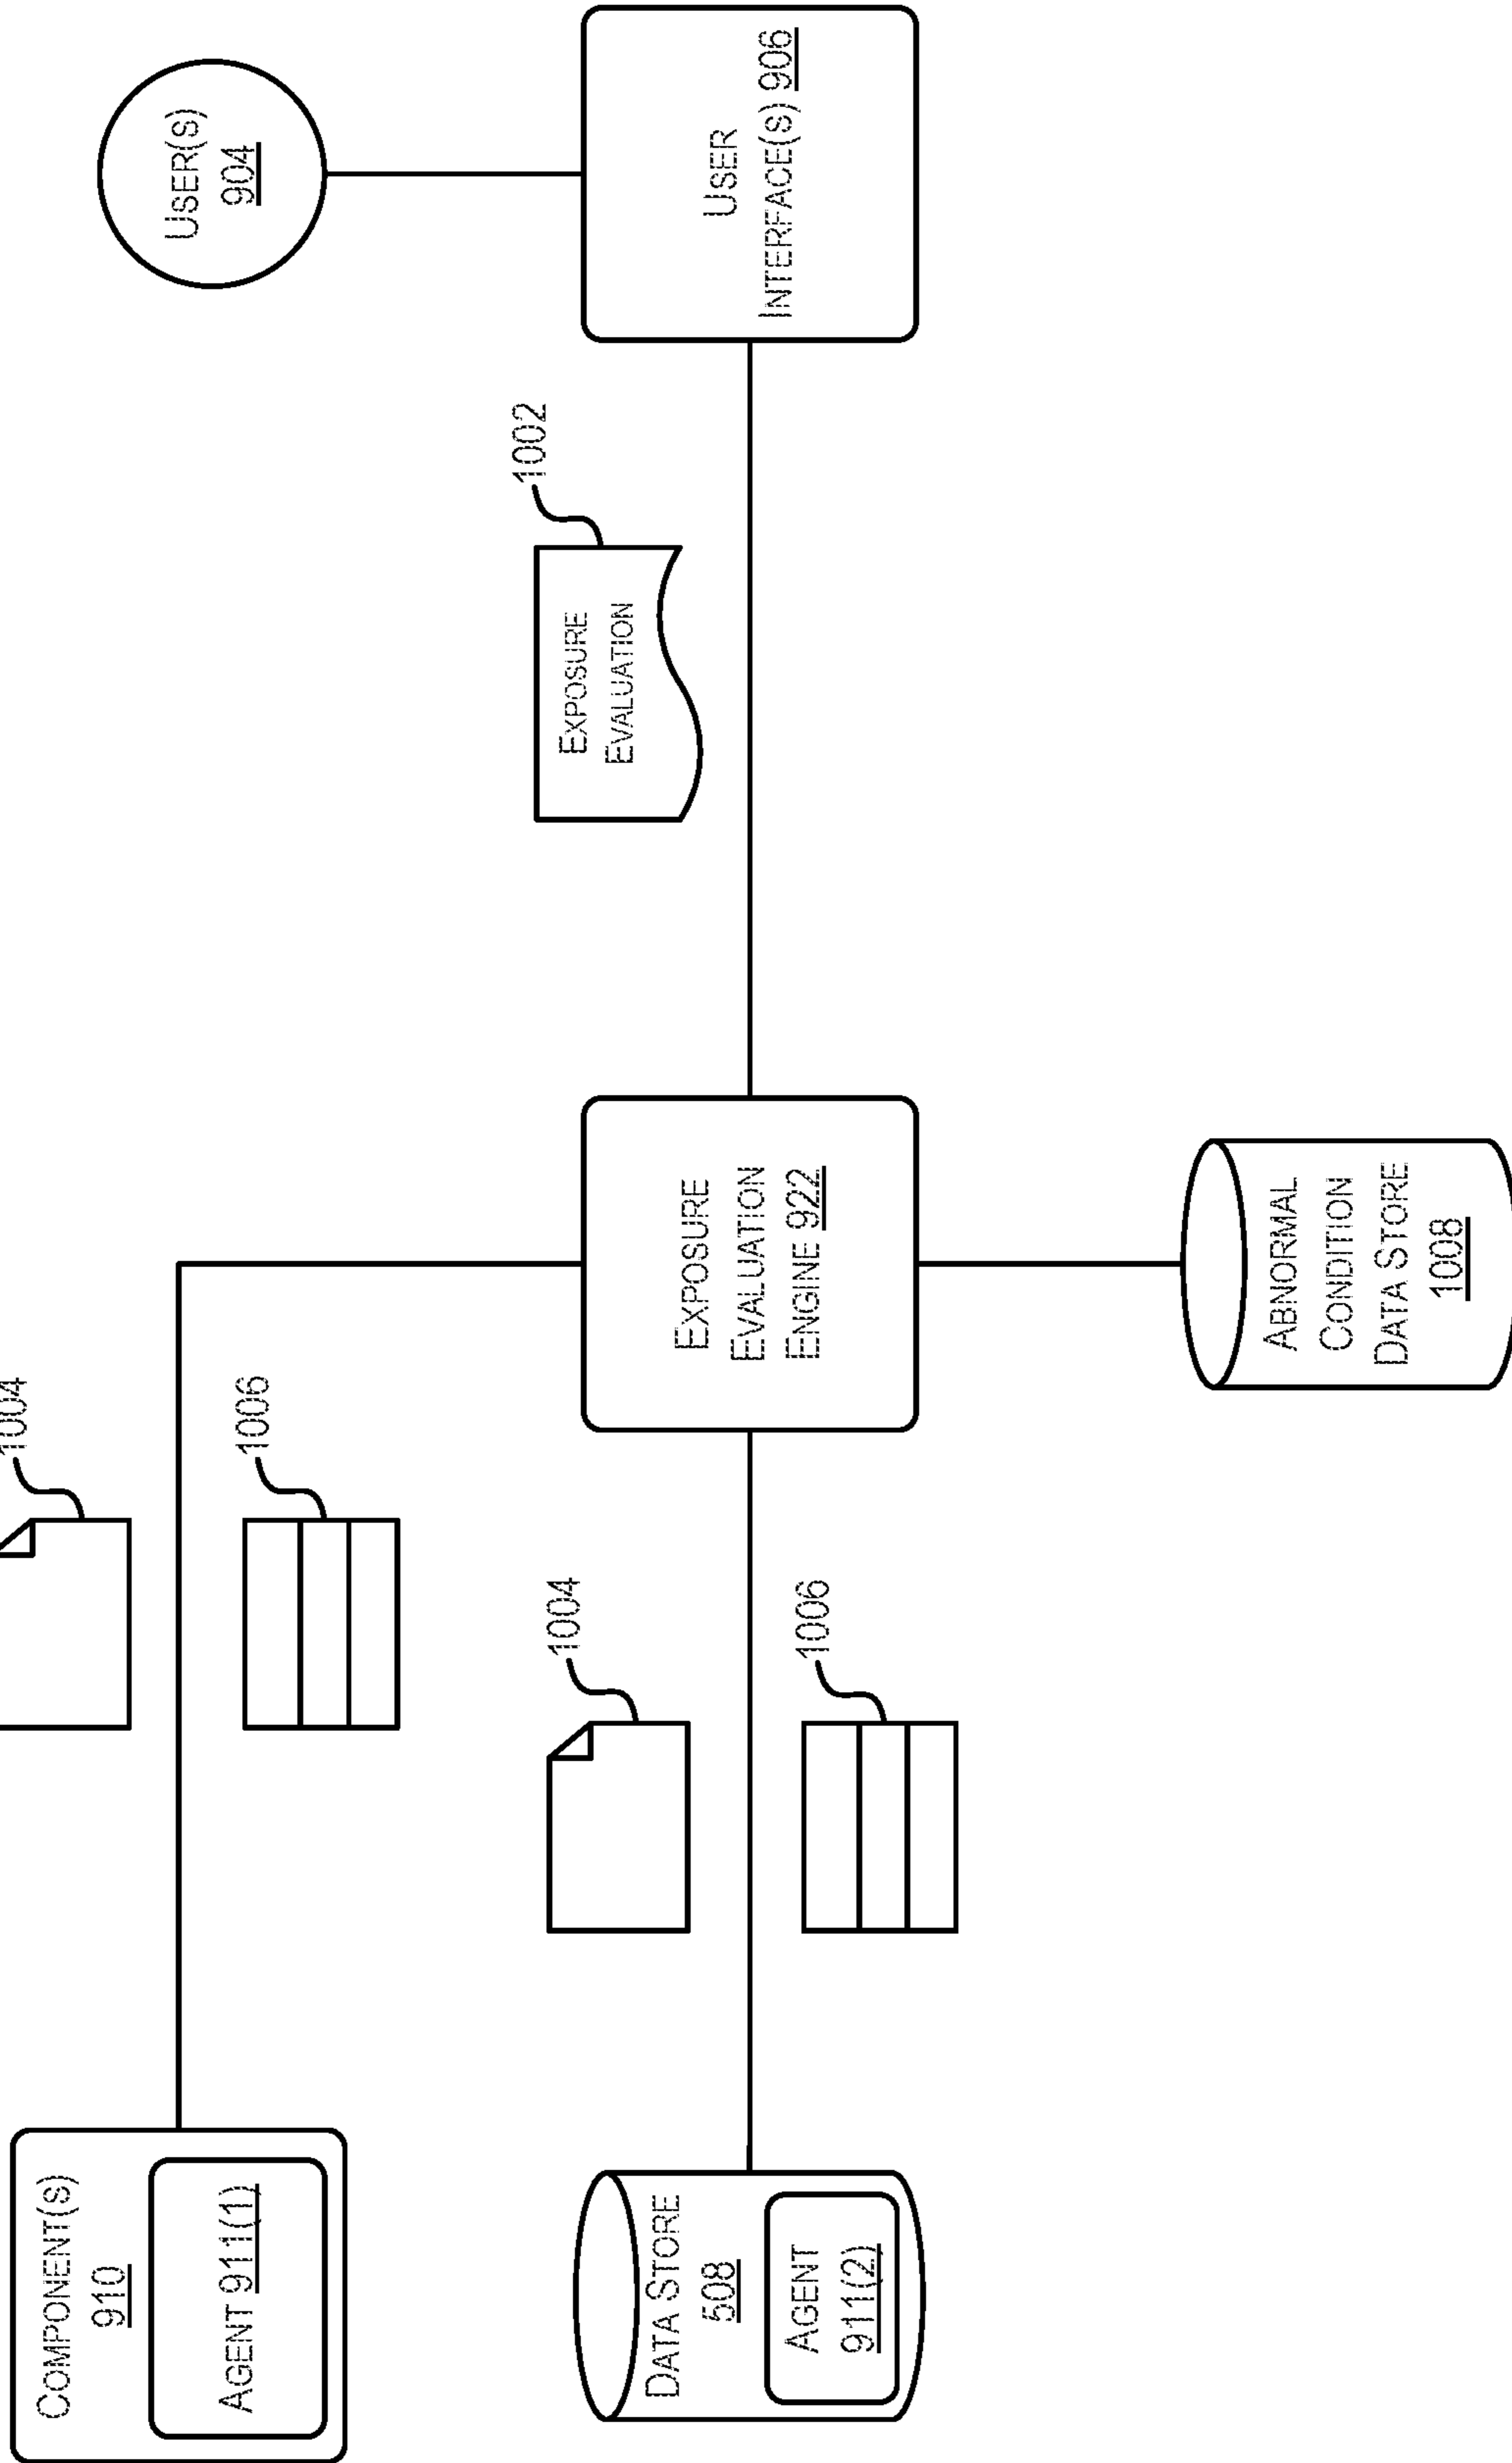 1004
COMPONENT(S)
910
AGENT 911(1)
1006
USER(S)
904
1004
DATA STORE
508
AGENT
911(2)
1006
EXPOSURE
EVALUATION
ENGINE 922
1002
EXPOSURE
EVALUATION
USER
INTERFACE(S) 906
ABNORMAL
CONDITION
DATA STORE
1008